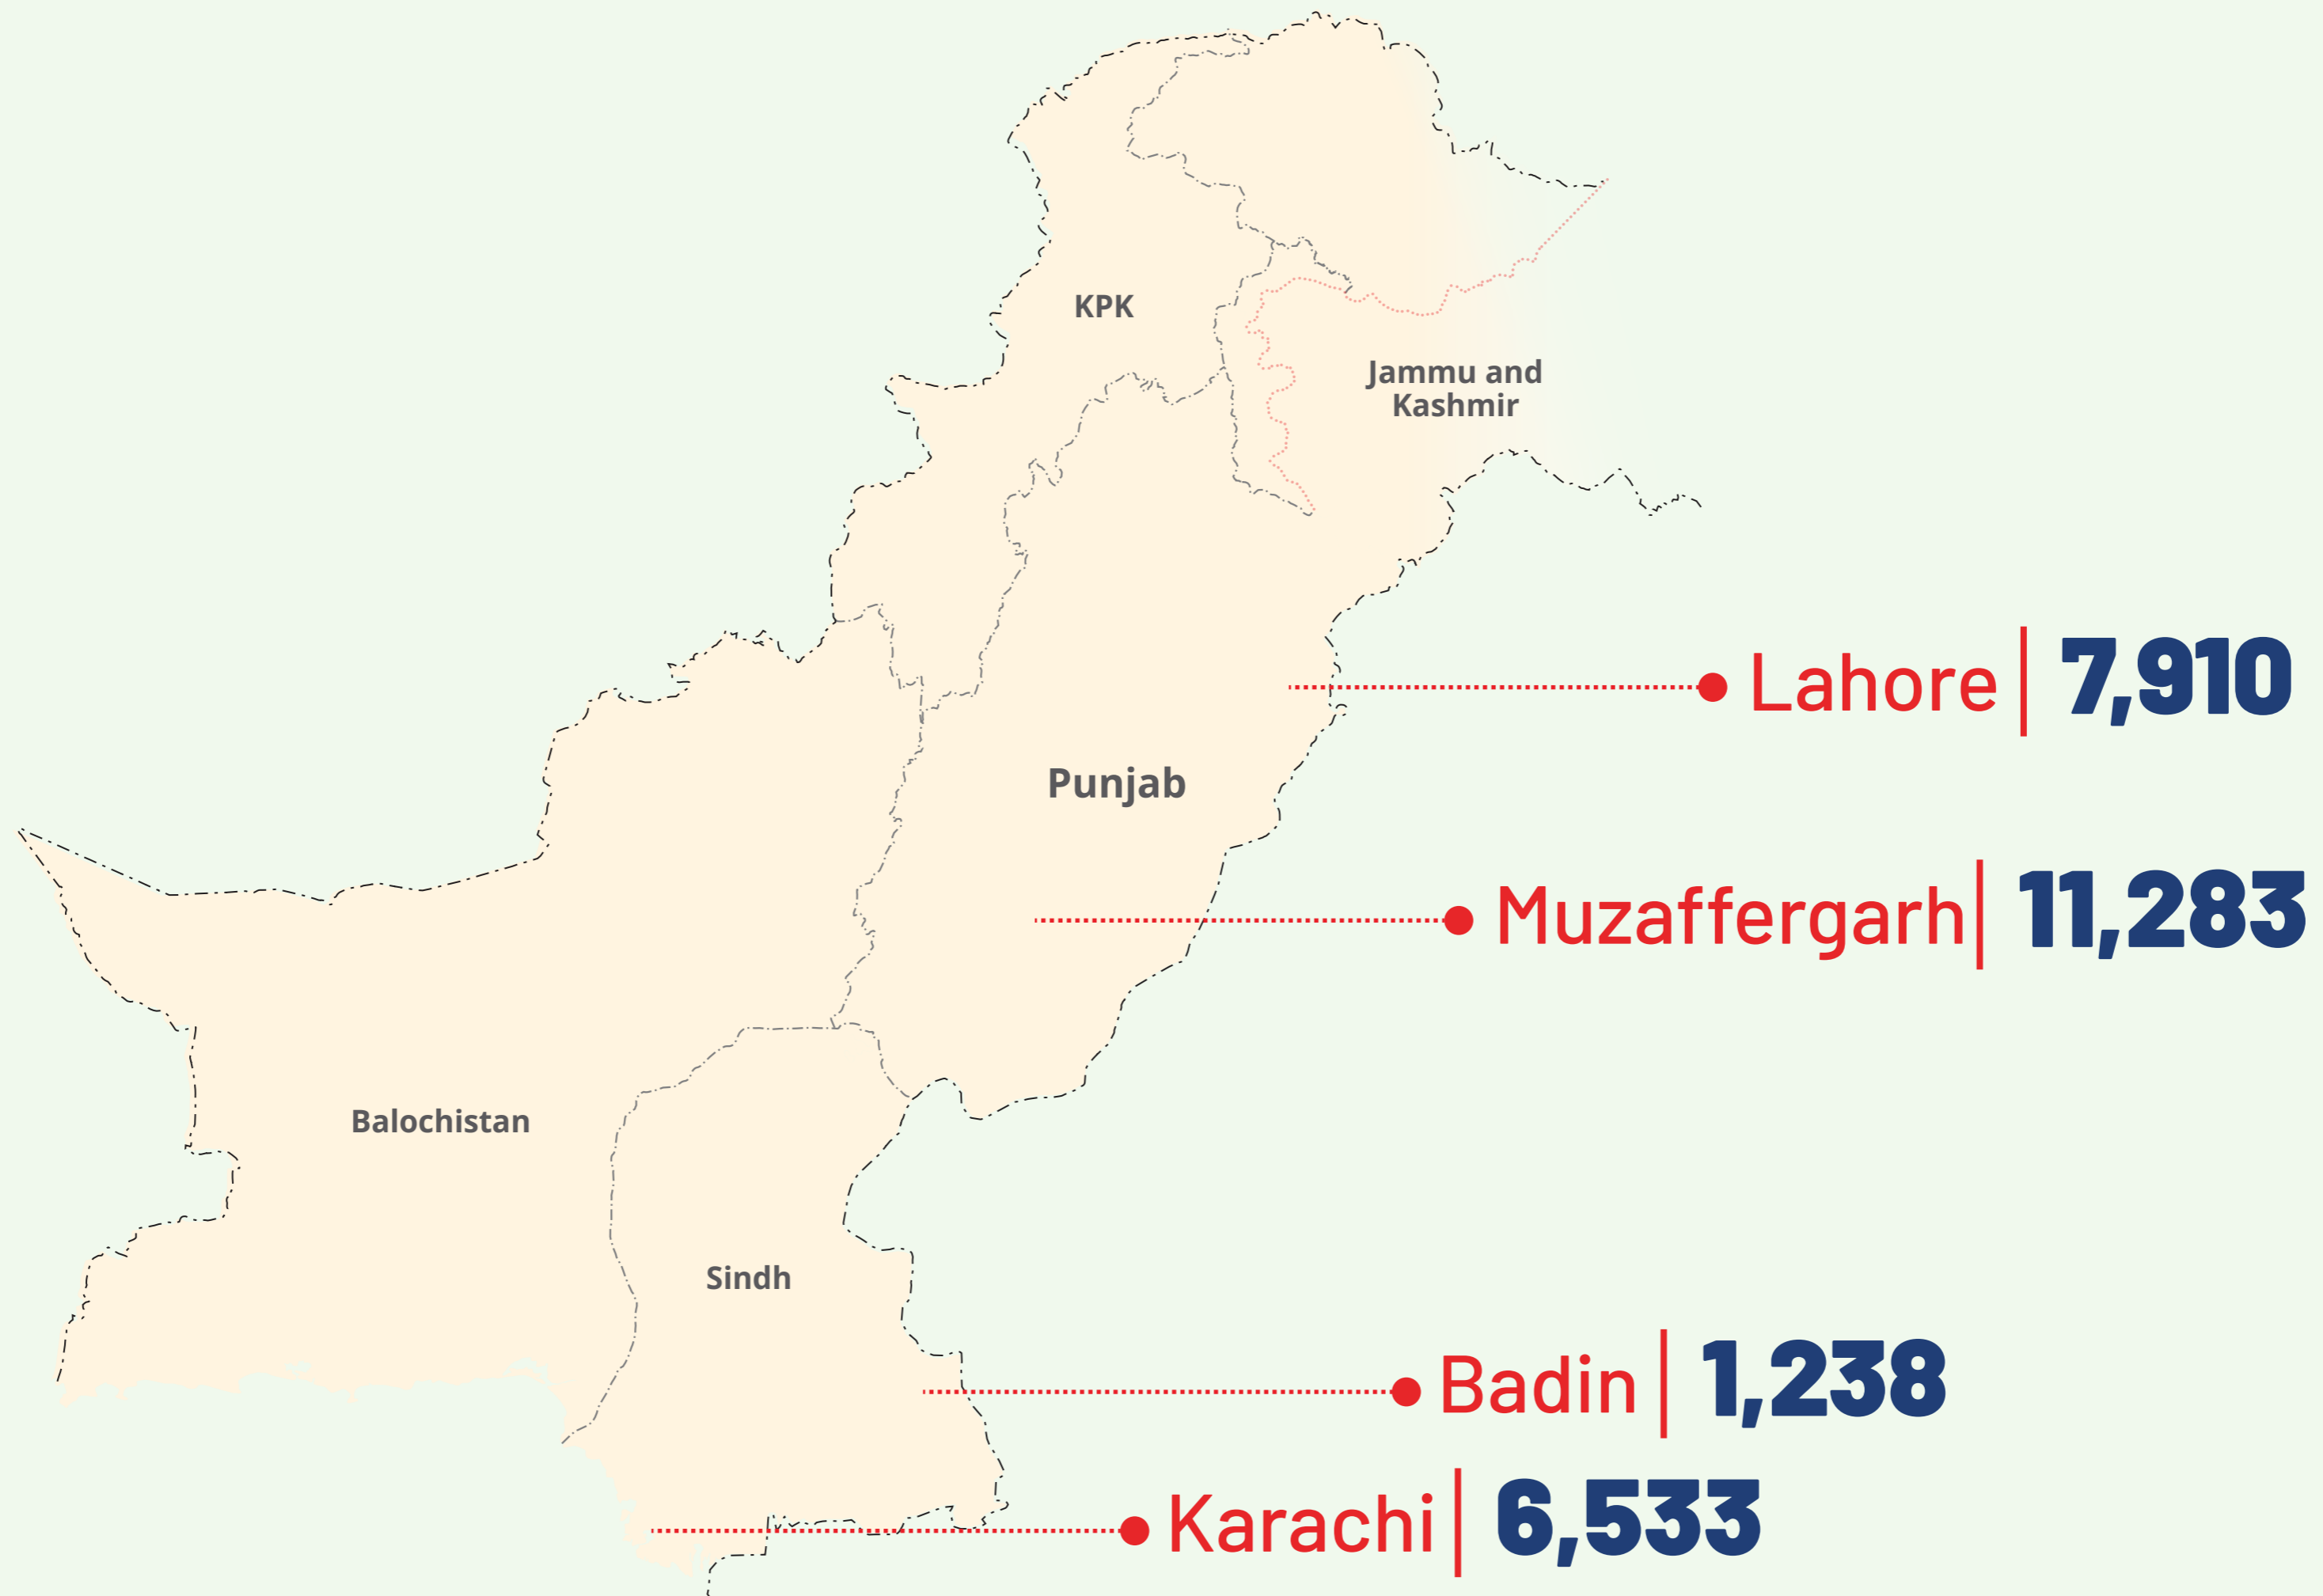 KPK
Jammu and
Kashmir
Lahore 7,910
Punjab
Muzaffergarh 11,283
Balochistan
Sindh
Badin 1,238
Karachi 6,533